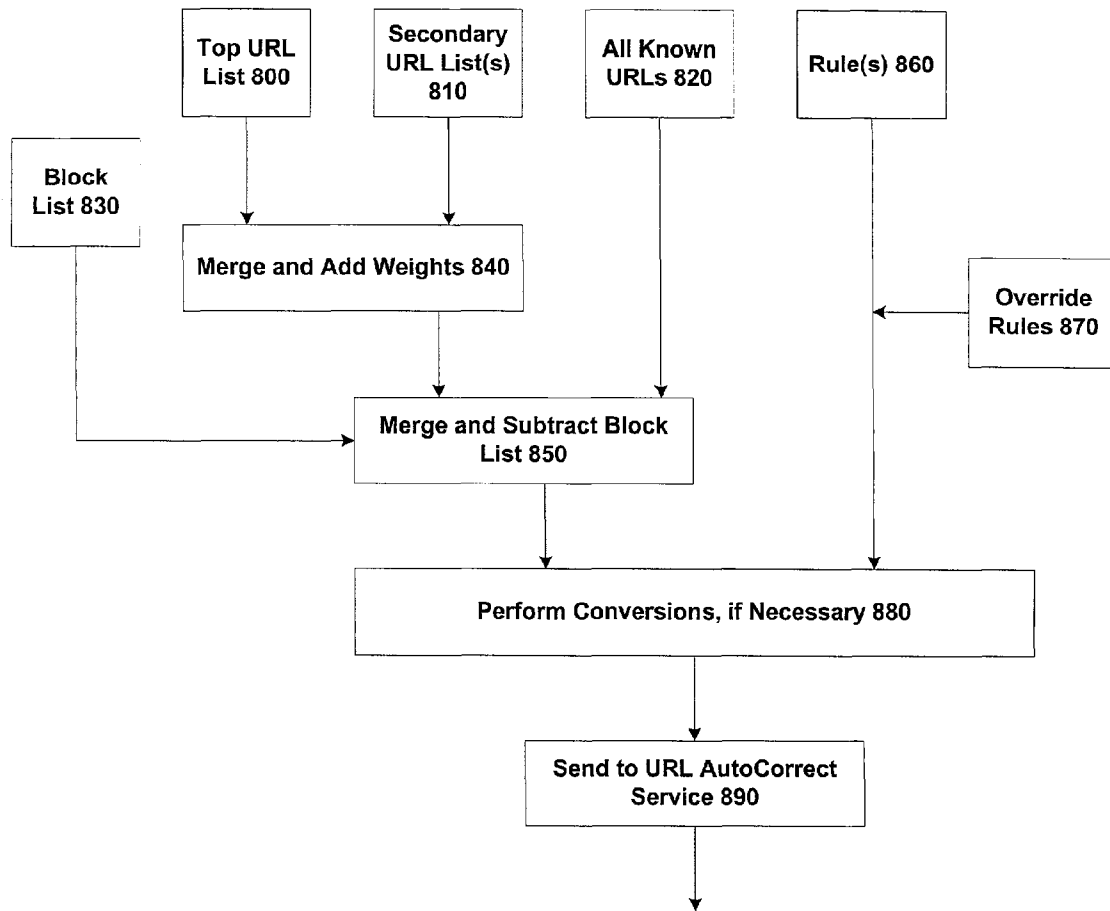 Top URL
List 800
Secondary
URL List(s)
810
All Known
URLs 820
Rule(s) 860
Block
List 830
Merge and Add Weights 840
Override
Rules 870
Merge and Subtract Block
List 850
Perform Conversions, if Necessary 880
Send to URL AutoCorrect
Service 890